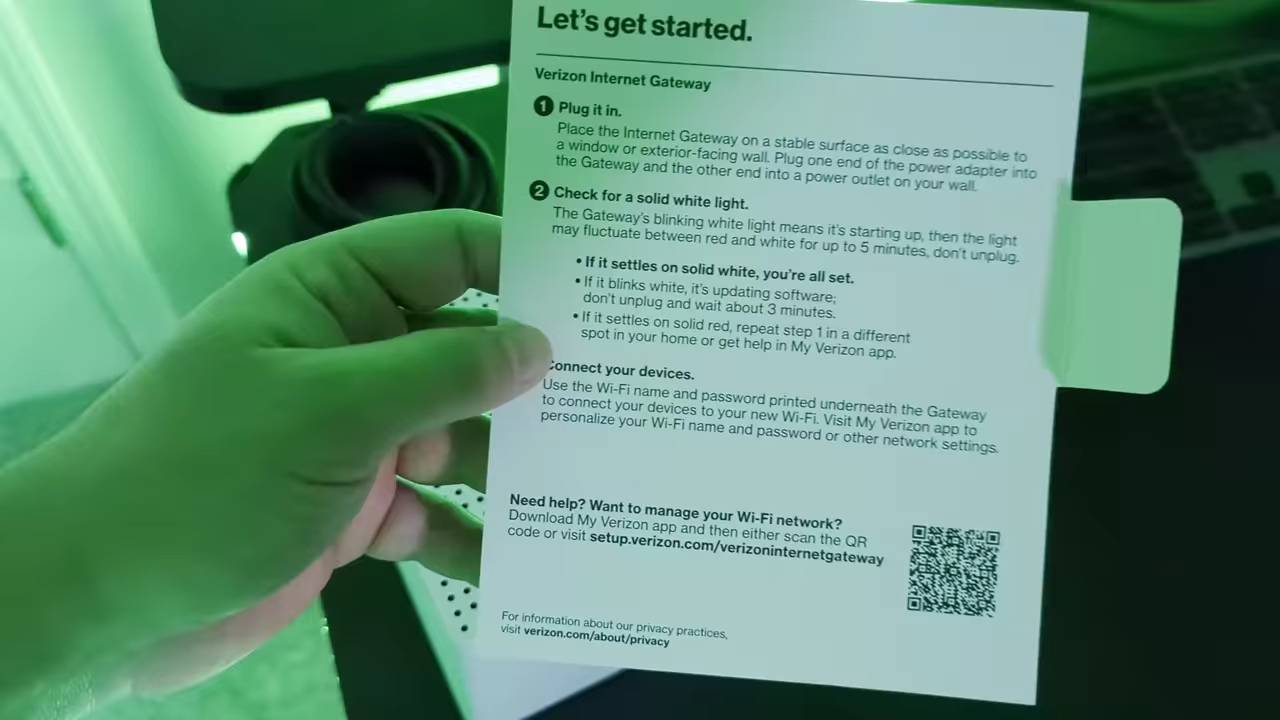 Let's get started.
Verizon Internet Gateway
1 Plug it in.
Place the Internet Gateway on a stable surface as close as possible to
a window or exterior-facing wall. Plug one end of the power adapter into
the Gateway and the other end into a power outlet on your wall.
2 Check for a solid white light.
The Gateway's blinking white light means it's starting up, then the light
may fluctuate between red and white for up to 5 minutes, don't unplug.
• If it settles on solid white, you're all set.
• If it blinks white, it's updating software;
don't unplug and wait about 3 minutes.
• If it settles on solid red, repeat step 1 in a different
spot in your home or get help in My Verizon app.
Connect your devices.
Use the Wi-Fi name and password printed underneath the Gateway
to connect your devices to your new Wi-Fi. Visit My Verizon app to
personalize your Wi-Fi name and password or other network settings.
Need help? Want to manage your Wi-Fi network?
Download My Verizon app and then either scan the QR
code or visit setup.verizon.com/verizoninternetgateway
For information about our privacy practices,
visit verizon.com/about/privacy